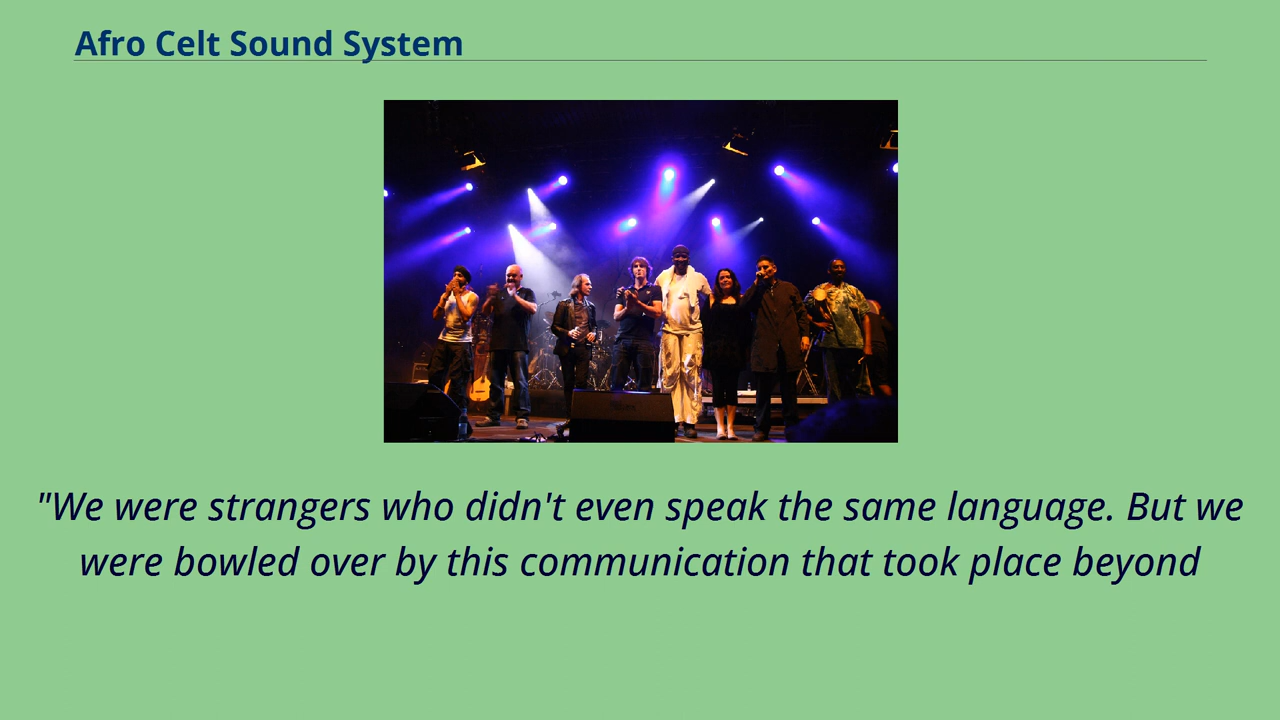 Afro Celt Sound System
"We were strangers who didn't even speak the same language. But we
were bowled over by this communication that took place beyond